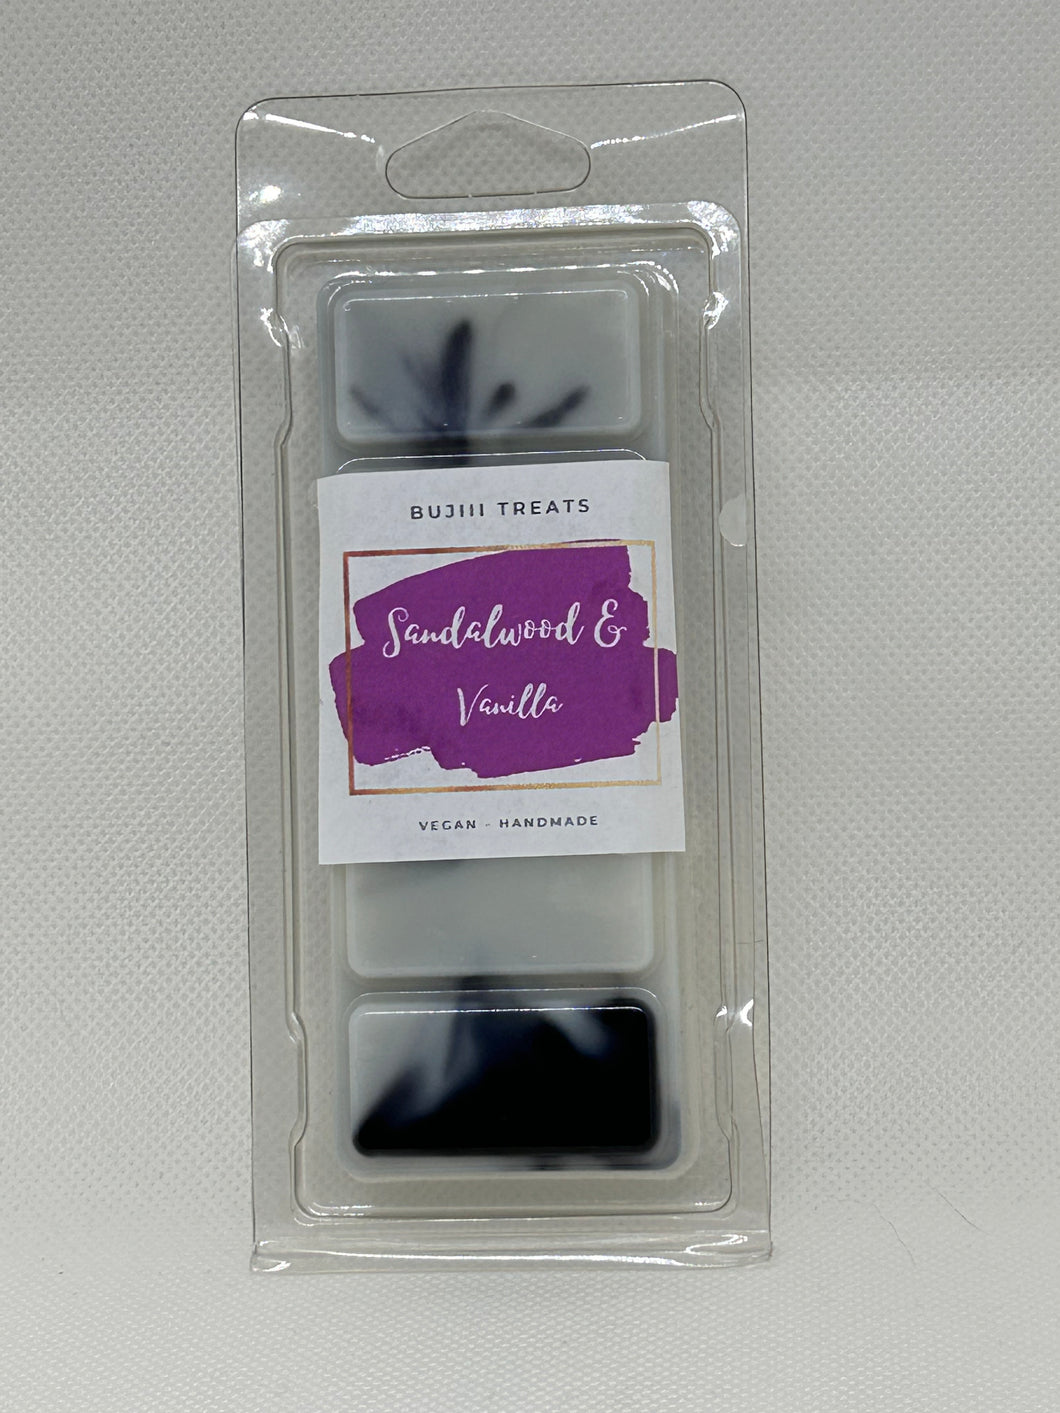 BUJIII TREATS
Sandalwood &
Vanilla
VEGAN - HANDMADE